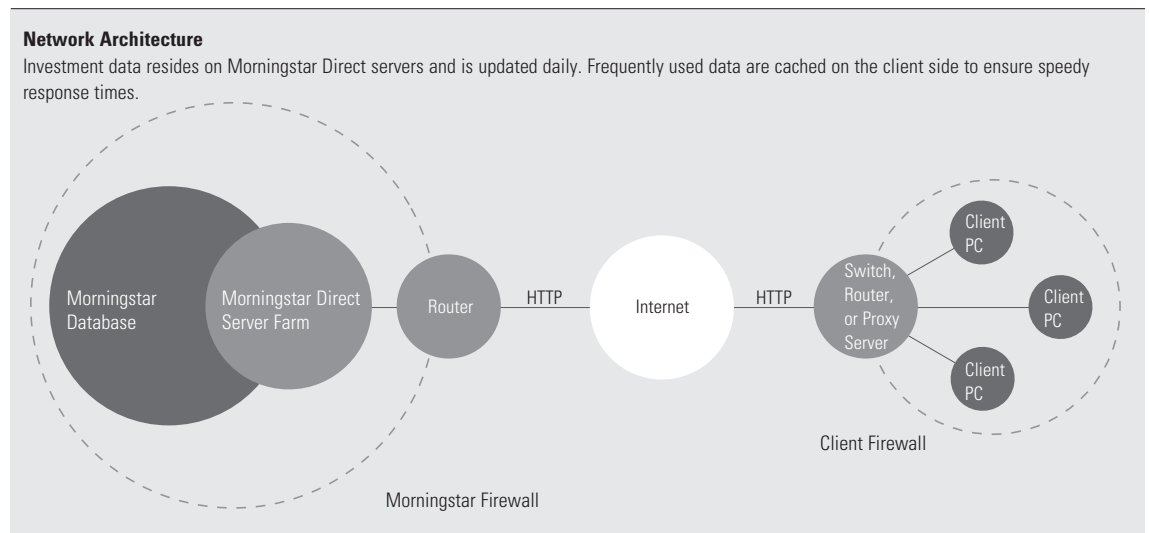 Network Architecture
Investment data resides on Morningstar Direct servers and is updated daily. Frequently used data are cached on the client side to ensure speedy
response times.
Morningstar
Database
Morningstar Direct
Server Farm
Router
HTTP
Internet
HTTP
Switch,
Router,
or Proxy
Server
Client
PC
Client
PC
Client
PC
Client Firewall
Morningstar Firewall